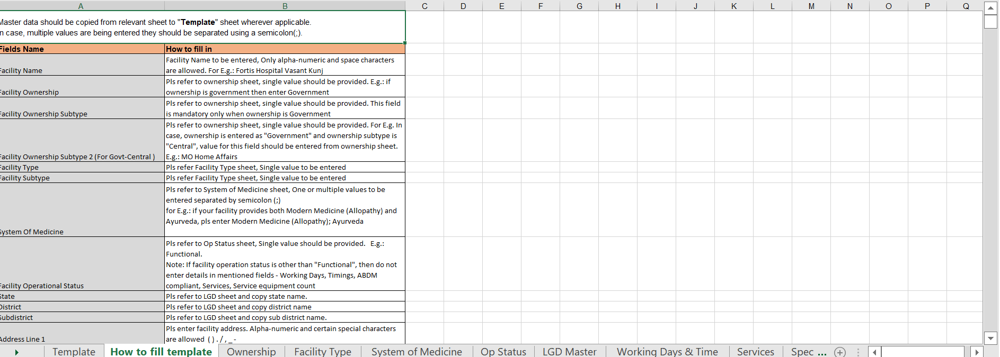 A B C D E F G H I J K L M N O P Q
Master data should be copied from relevant sheet to "Template" sheet wherever applicable.
In case, multiple values are being entered they should be separated using a semicolon(;).
Fields Name How to fill in
Facility Name to be entered, Only alpha-numeric and space characters
Facility Name are allowed. For E.g.: Fortis Hospital Vasant Kunj
Pls refer to ownership sheet, single value should be provided. E.g.: if
Facility Ownership ownership is government then enter Government
Pls refer to ownership sheet, single value should be provided. This field
Facility Ownership Subtype is mandatory only when ownership is Government
Pls refer to ownership sheet, single value should be provided. For E.g. In
case, ownership is entered as "Government" and ownership subtype is
"Central", value for this field should be entered from ownership sheet.
Facility Ownership Subtype 2 (For Govt-Central ) E.g.: MO Home Affairs
Facility Type Pls refer Facility Type sheet, Single value to be entered
Facility Subtype Pls refer Facility Type sheet, Single value to be entered
Pls refer to System of Medicine sheet, One or multiple values to be
entered separated by semicolon (;)
for E.g.: if your facility provides both Modern Medicine (Allopathy) and
Ayurveda, pls enter Modern Medicine (Allopathy); Ayurveda
System Of Medicine
Pls refer to Op Status sheet, Single value should be provided. E.g.:
Functional.
Note: If facility operation status is other than "Functional", then do not
enter details in mentioned fields - Working Days, Timings, ABDM
Facility Operational Status compliant, Services, Service equipment count
State Pls refer to LGD sheet and copy state name.
District Pls refer to LGD sheet and copy district name
Subdistrict Pls refer to LGD sheet and copy sub district name.
Pls enter facility address. Alpha-numeric and certain special characters
Address Line 1 are allowed ( ) . / , _ -
Template How to fill template Ownership Facility Type System of Medicine Op Status LGD Master Working Days & Time Services Spec ...